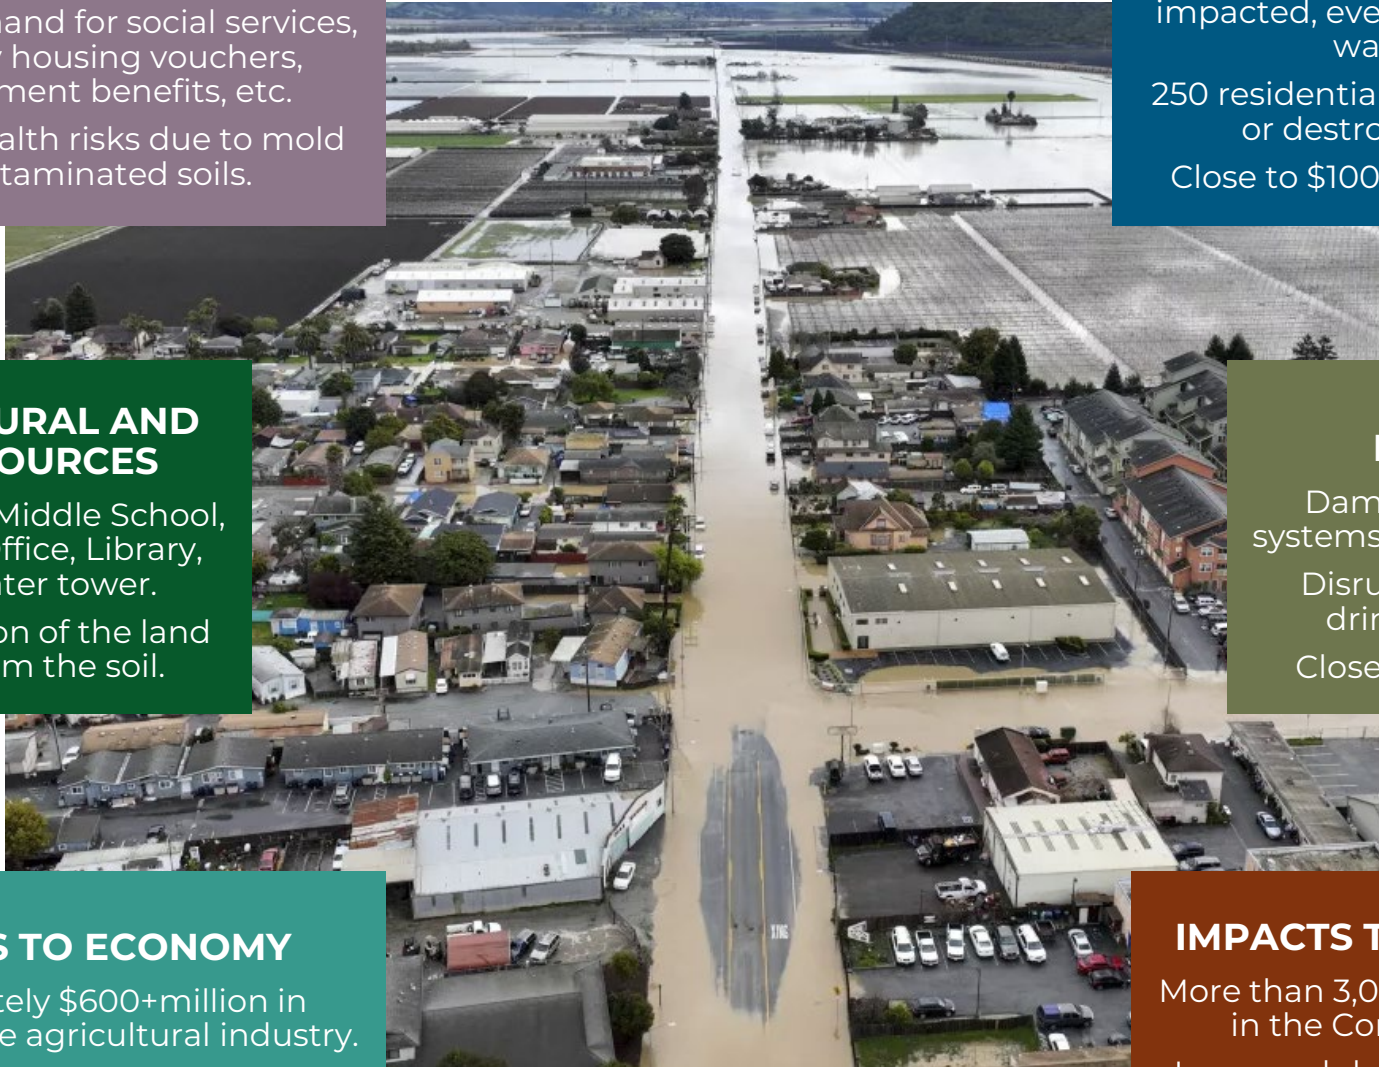 and for social services,
housing vouchers,
ment benefits, etc.
alth risks due to mold
taminated soils.
impacted, eve
wa
250 residentia
or destro
Close to $100
URAL AND
OURCES
Middle School,
ffice, Library,
ter tower.
on of the land
m the soil.
Dam
systems
Disru
drin
Close
S TO ECONOMY
tely $600+million in
e agricultural industry.
IMPACTS T
More than 3,0
in the Cor
XING